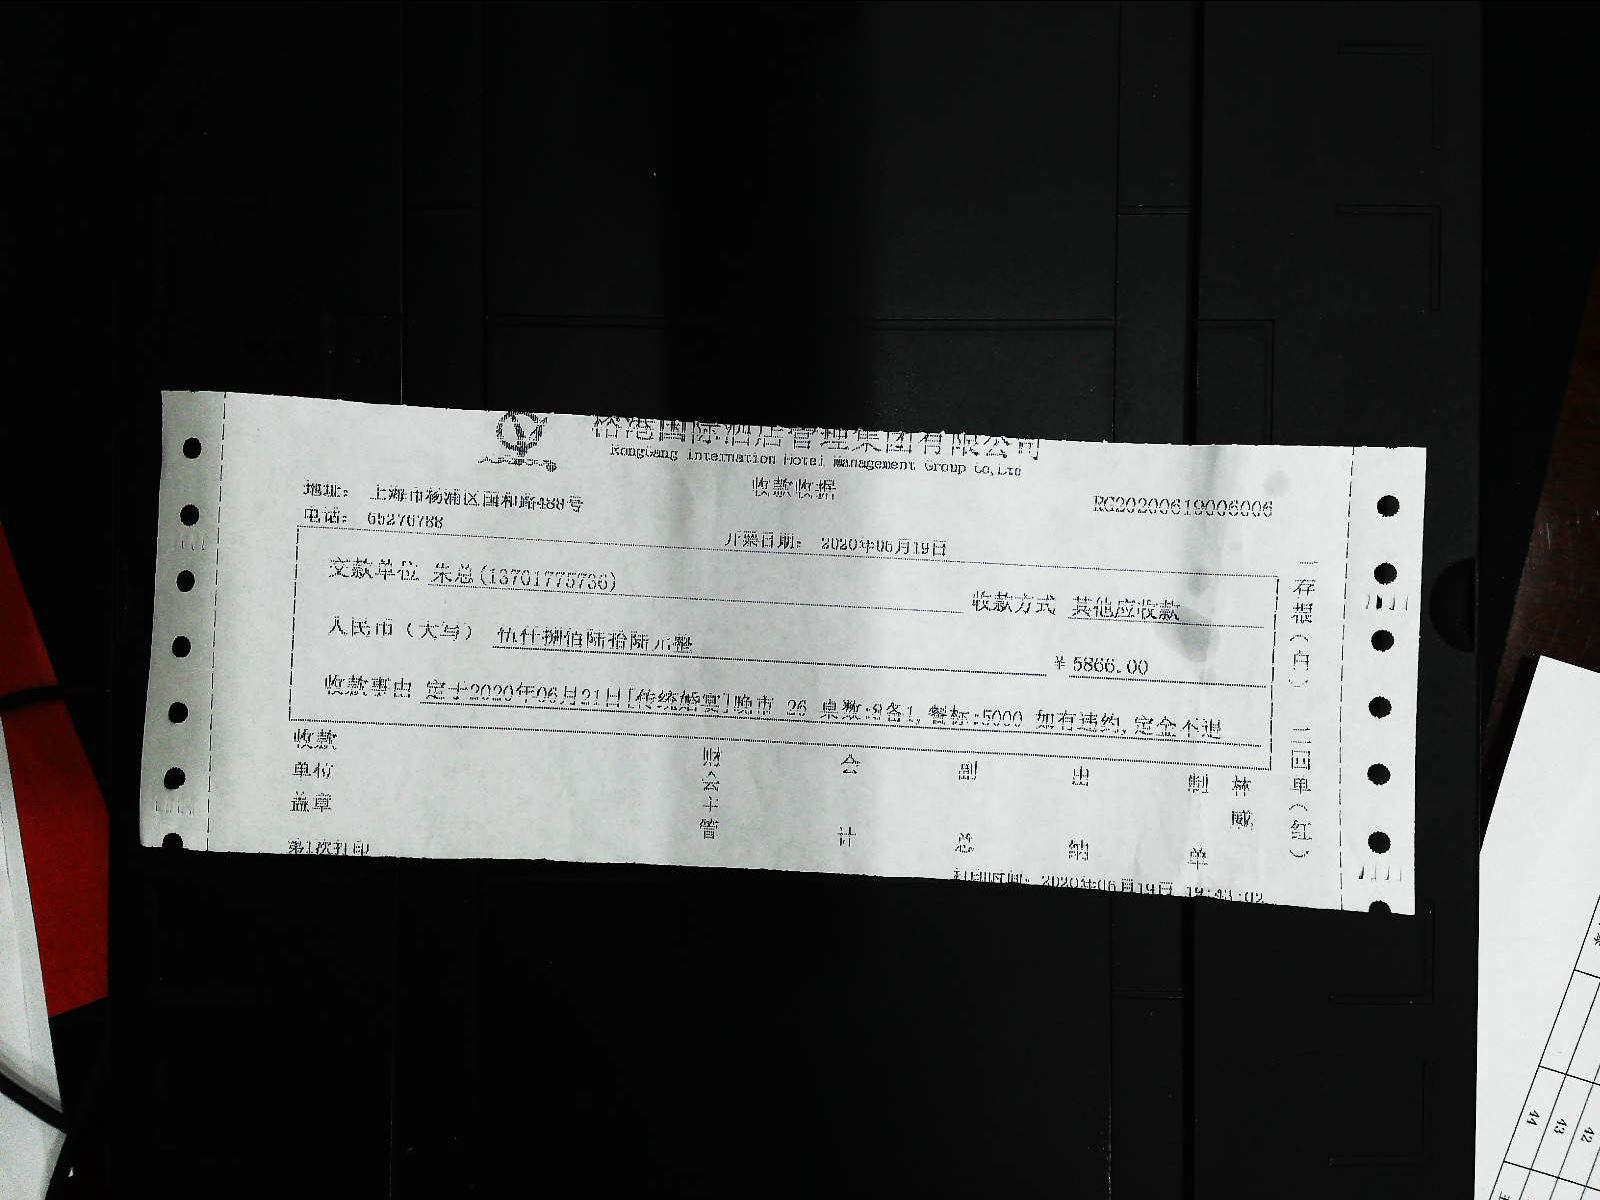 榕港国际酒店管理集团有限公司
RongGang Internation Hotel Management Group Co,Ltd
收款收据
地址： 上海市杨浦区国和路488号
RG20200619006006
电话： 65276788
开票日期： 2020年06月19日
交款单位 朱总(13701775736)
收款方式 其他应收款
人民币（大写） 伍仟捌佰陆拾陆元整
¥ 5866.00
收款事由 定于2020年06月21日[传统婚宴]晚市 26 桌数:8备1,餐标:5000 如有违约,定金不退
一存根（白） 二回单（红）
收款单位盖章
财会主管
会计
副总
出纳
制单
林威
第1次打印
打印时间： 2020年06月19日 19:43:02
44
43
42